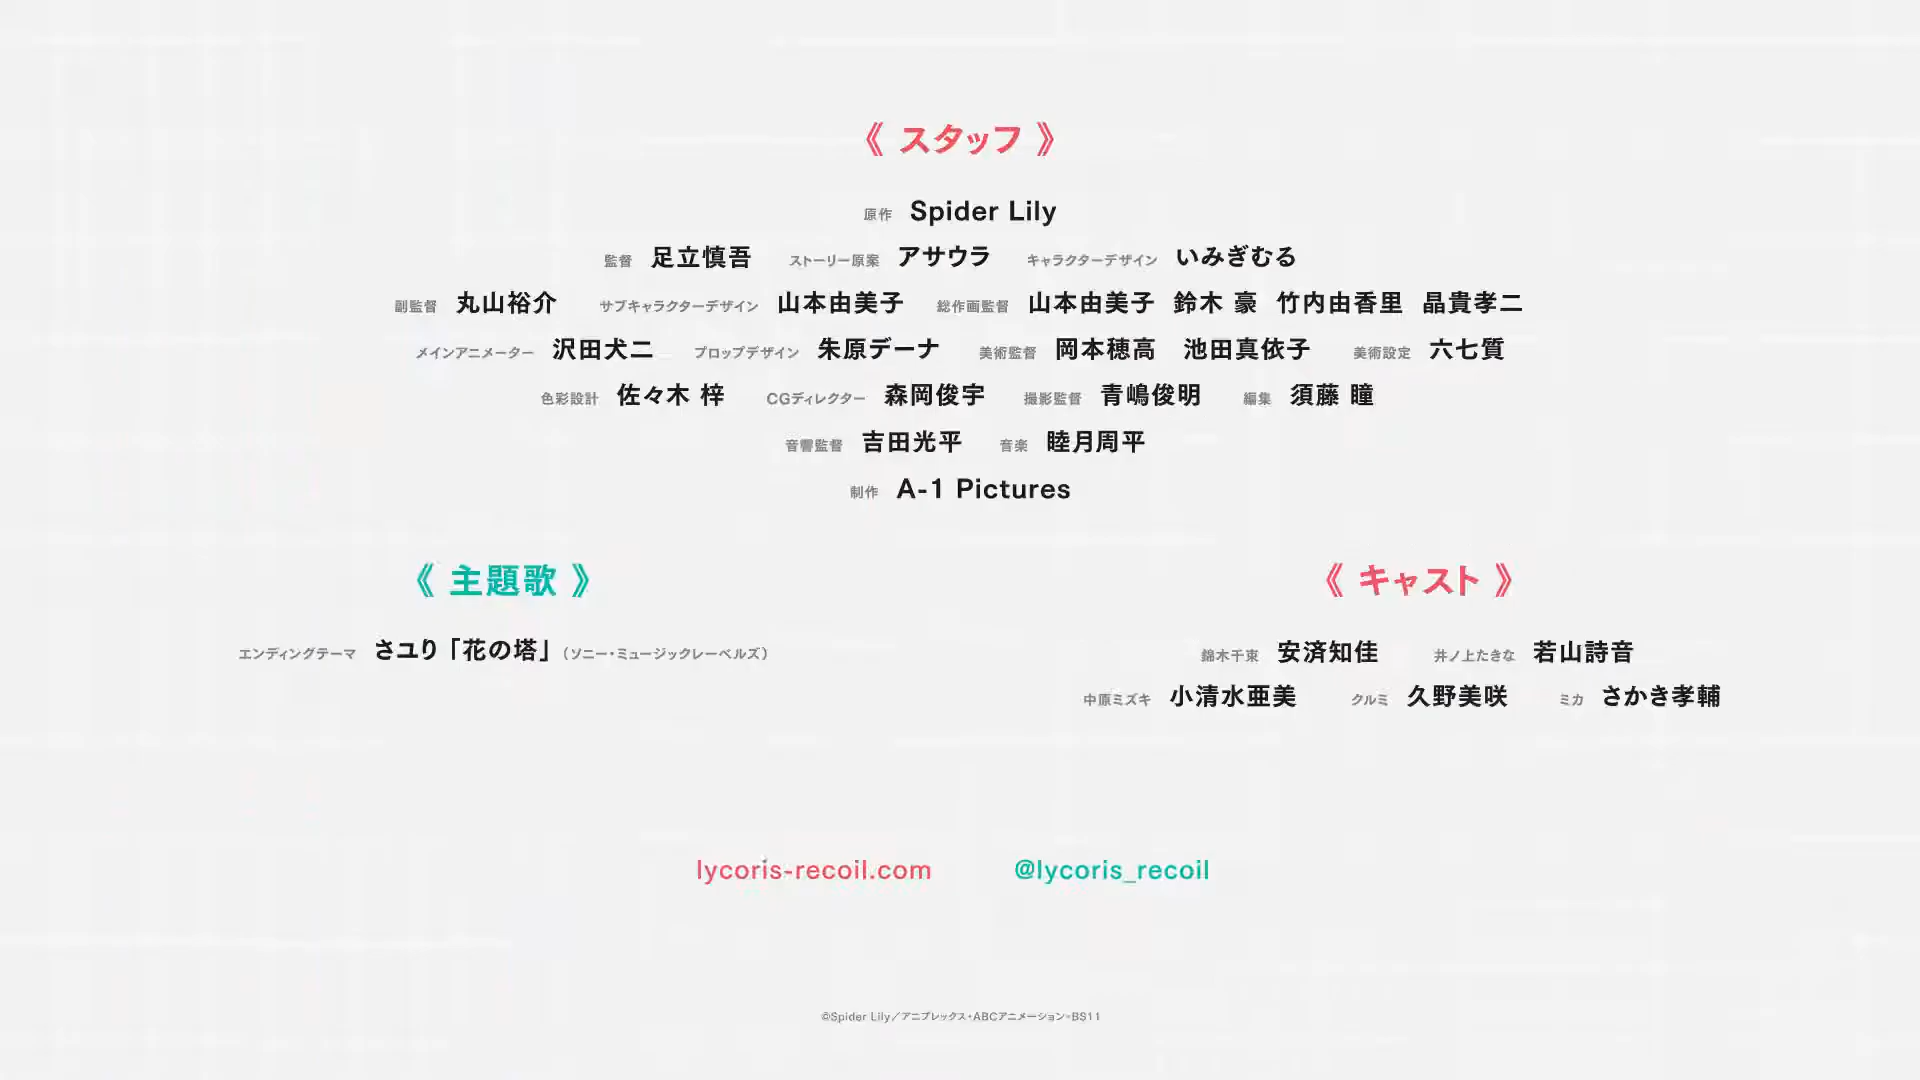 《 スタッフ 》
原作 Spider Lily
監督 足立慎吾 ストーリー原案 アサウラ キャラクターデザイン いみぎむる
副監督 丸山裕介 サブキャラクターデザイン 山本由美子 総作画監督 山本由美子 鈴木 豪 竹内由香里 晶貴孝二
メインアニメーター 沢田犬二 プロップデザイン 朱原デーナ 美術監督 岡本穂高 池田真依子 美術設定 六七質
色彩設計 佐々木 梓 CGディレクター 森岡俊宇 撮影監督 青嶋俊明 編集 須藤 瞳
音響監督 吉田光平 音楽 睦月周平
制作 A-1 Pictures
《 主題歌 》
エンディングテーマ さユり「花の塔」(ソニー・ミュージックレーベルズ)
《 キャスト 》
錦木千束 安済知佳 井ノ上たきな 若山詩音
中原ミズキ 小清水亜美 クルミ 久野美咲 ミカ さかき孝輔
lycoris-recoil.com @lycoris_recoil
©Spider Lily／アニプレックス・ABCアニメーション・BS11